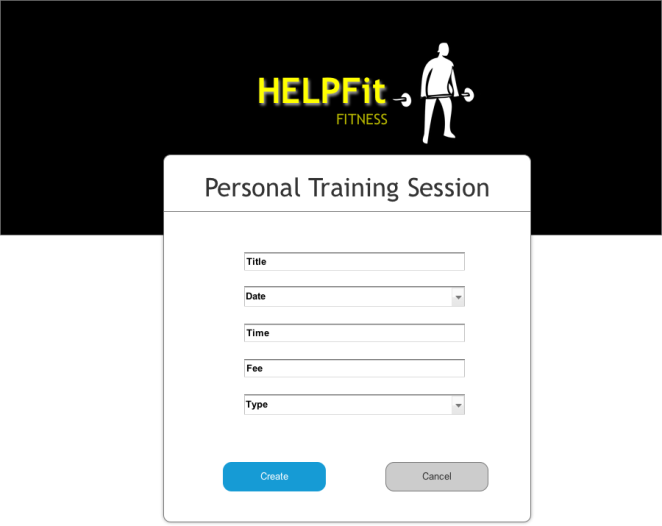 HELPFit
FITNESS
Personal Training Session
Title
Date
Time
Fee
Type
Create
Cancel